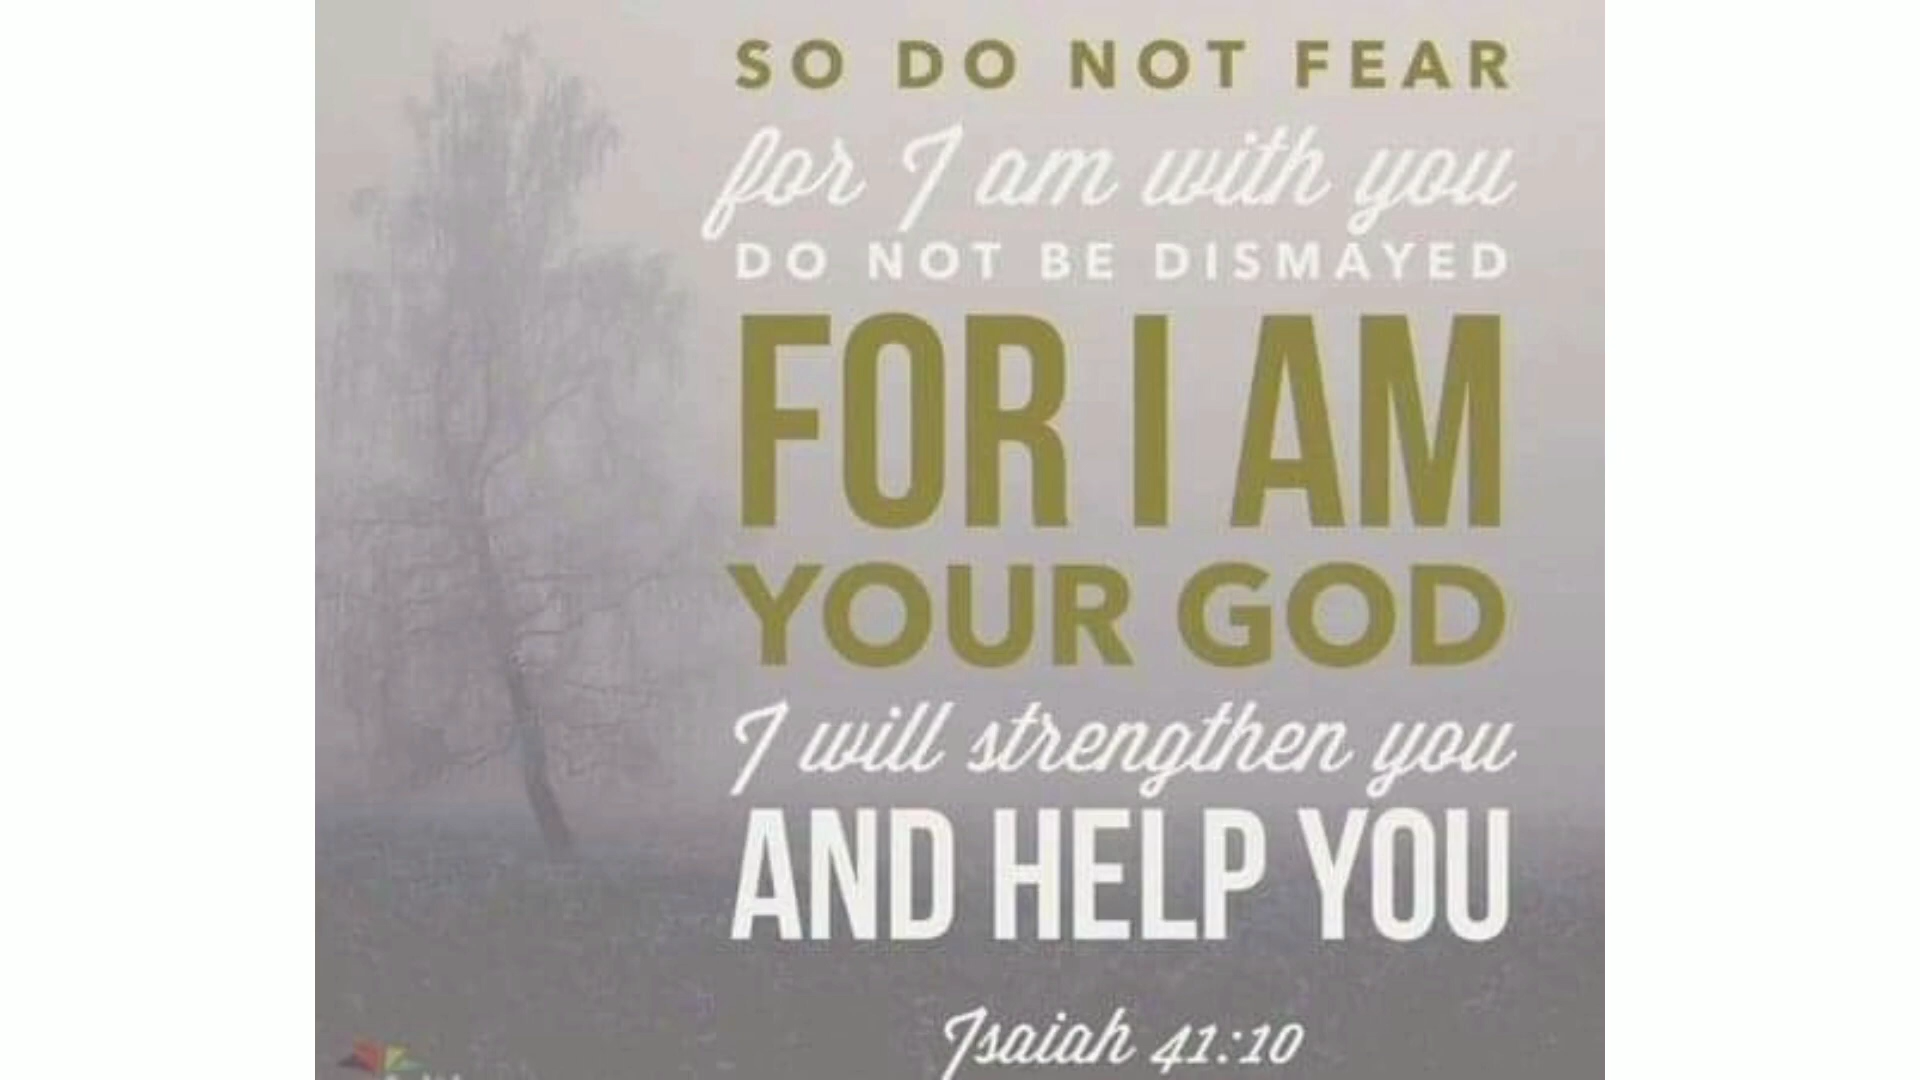 SO DO NOT FEAR
for I am with you
DO NOT BE DISMAYED
FOR I AM
YOUR GOD
I will strengthen you
AND HELP YOU
Isaiah 41:10